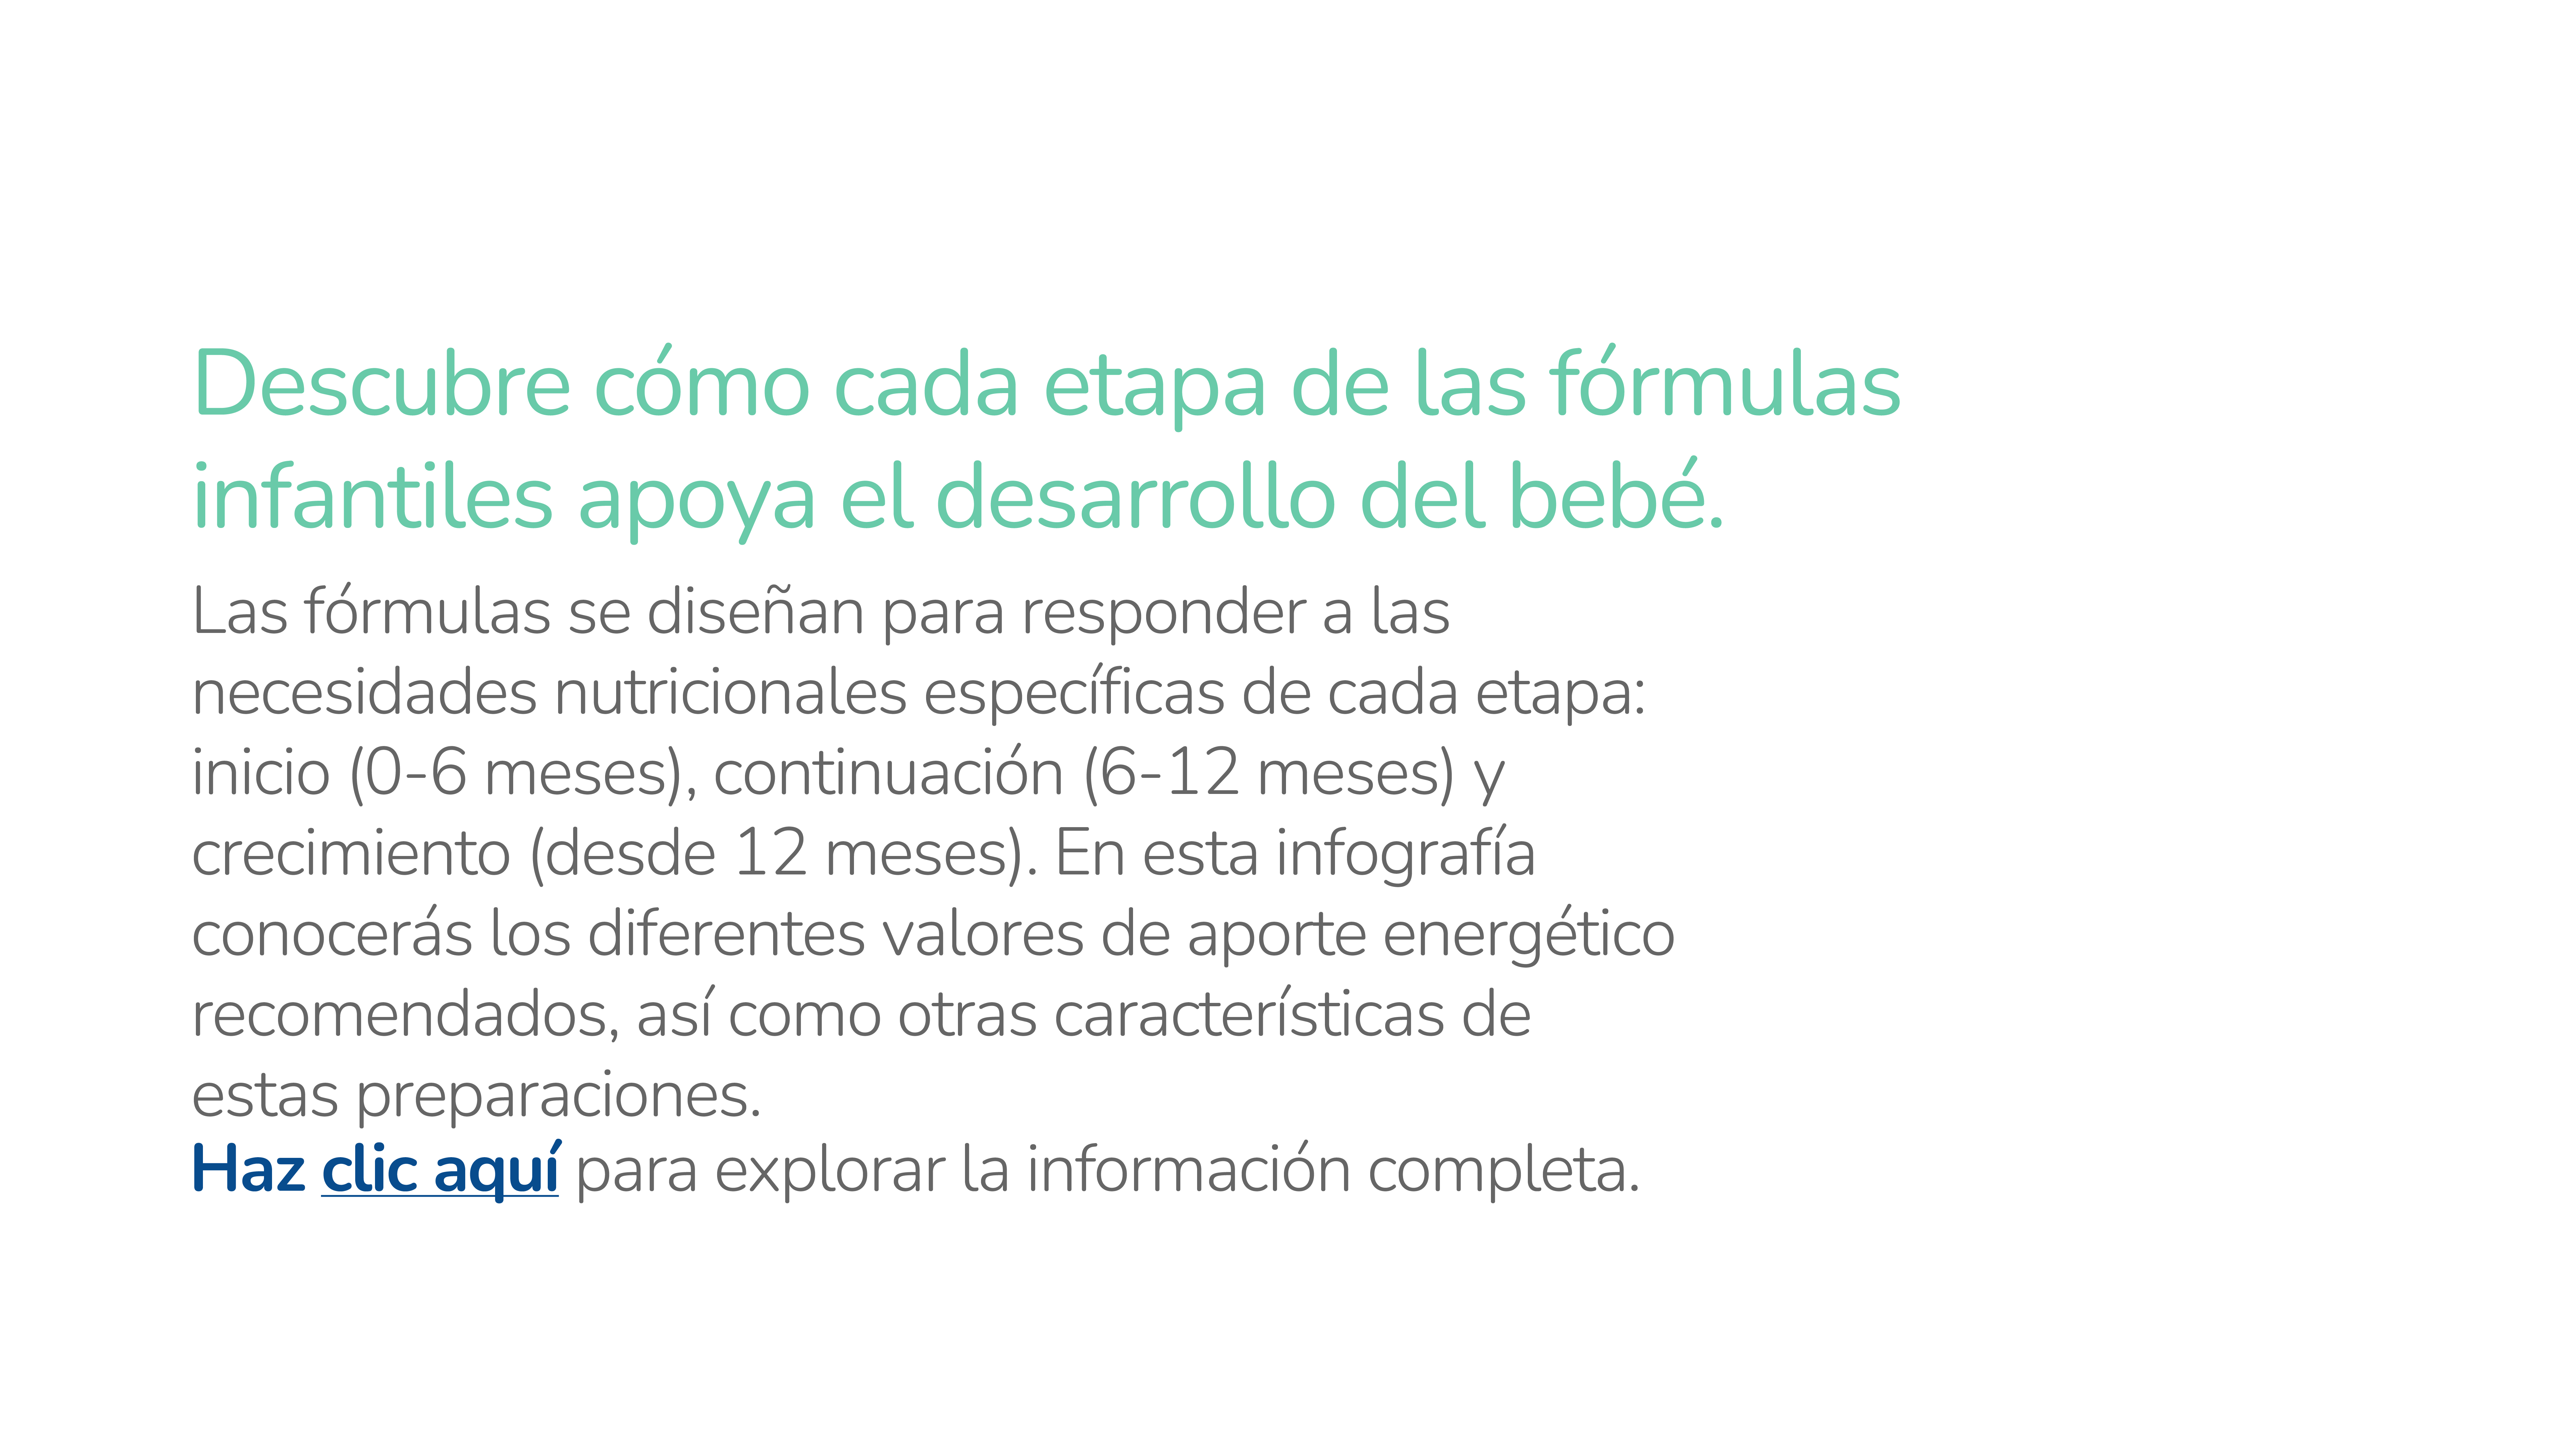 Descubre cómo cada etapa de las fórmulas
infantiles apoya el desarrollo del bebé.
Las fórmulas se diseñan para responder a las
necesidades nutricionales específicas de cada etapa:
inicio (0-6 meses), continuación (6-12 meses) y
crecimiento (desde 12 meses). En esta infografía
conocerás los diferentes valores de aporte energético
recomendados, así como otras características de
estas preparaciones.
Haz clic aquí para explorar la información completa.